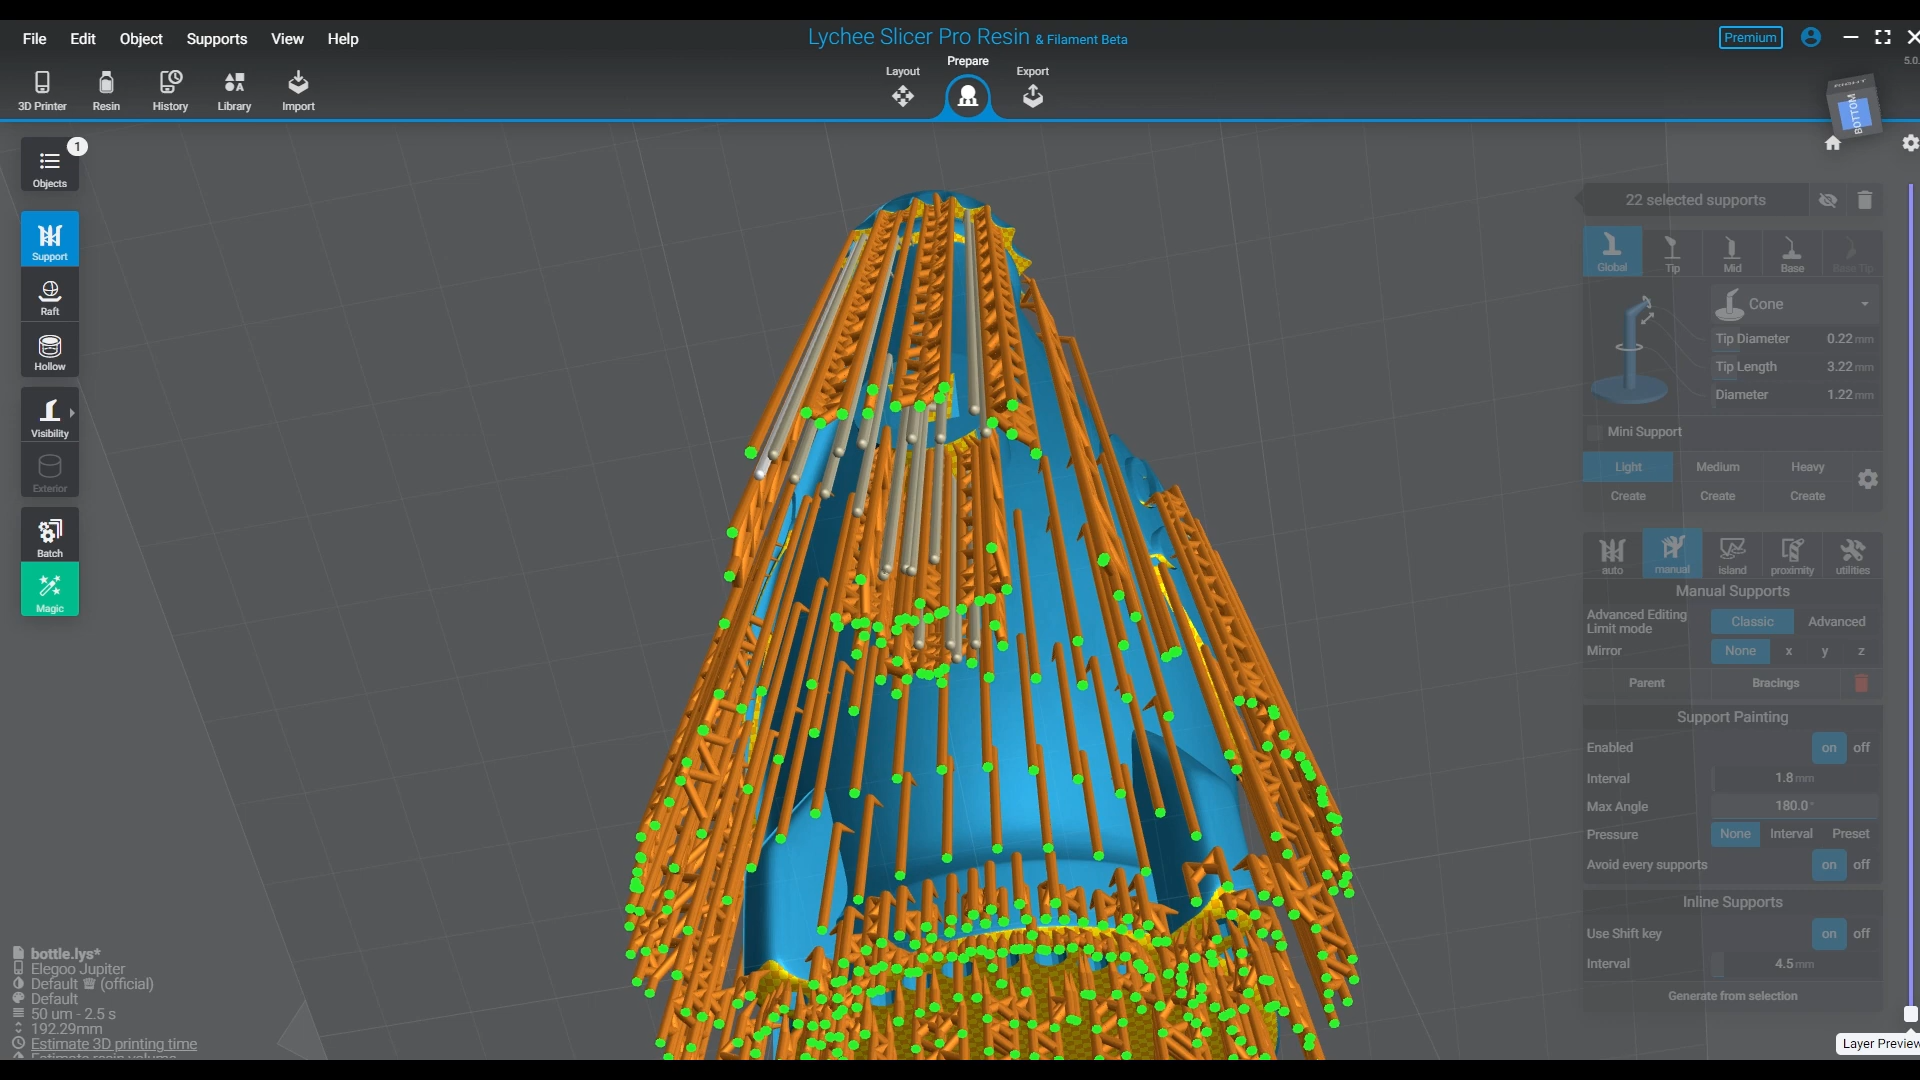 File Edit Object Supports View Help
Lychee Slicer Pro Resin & Filament Beta
Premium
5.0.
3D Printer Resin History Library Import
Layout Prepare Export
RIGHT
BOTTOM
1
Objects
Support
Raft
Hollow
Visibility
Exterior
Batch
Magic
22 selected supports
Global Tip Mid Base Base Tip
Cone
Tip Diameter 0.22 mm
Tip Length 3.22 mm
Diameter 1.22 mm
Mini Support
Light Medium Heavy
Create Create Create
auto manual island proximity utilities
Manual Supports
Advanced Editing
Limit mode Classic Advanced
Mirror None x y z
Parent Bracings
Support Painting
Enabled on off
Interval 1.8 mm
Max Angle 180.0 °
Pressure None Interval Preset
Avoid every supports on off
Inline Supports
Use Shift key on off
Interval 4.5 mm
Generate from selection
Layer Preview
bottle.lys*
Elegoo Jupiter
Default (official)
Default
50 um - 2.5 s
192.29mm
Estimate 3D printing time
Estimate resin volume